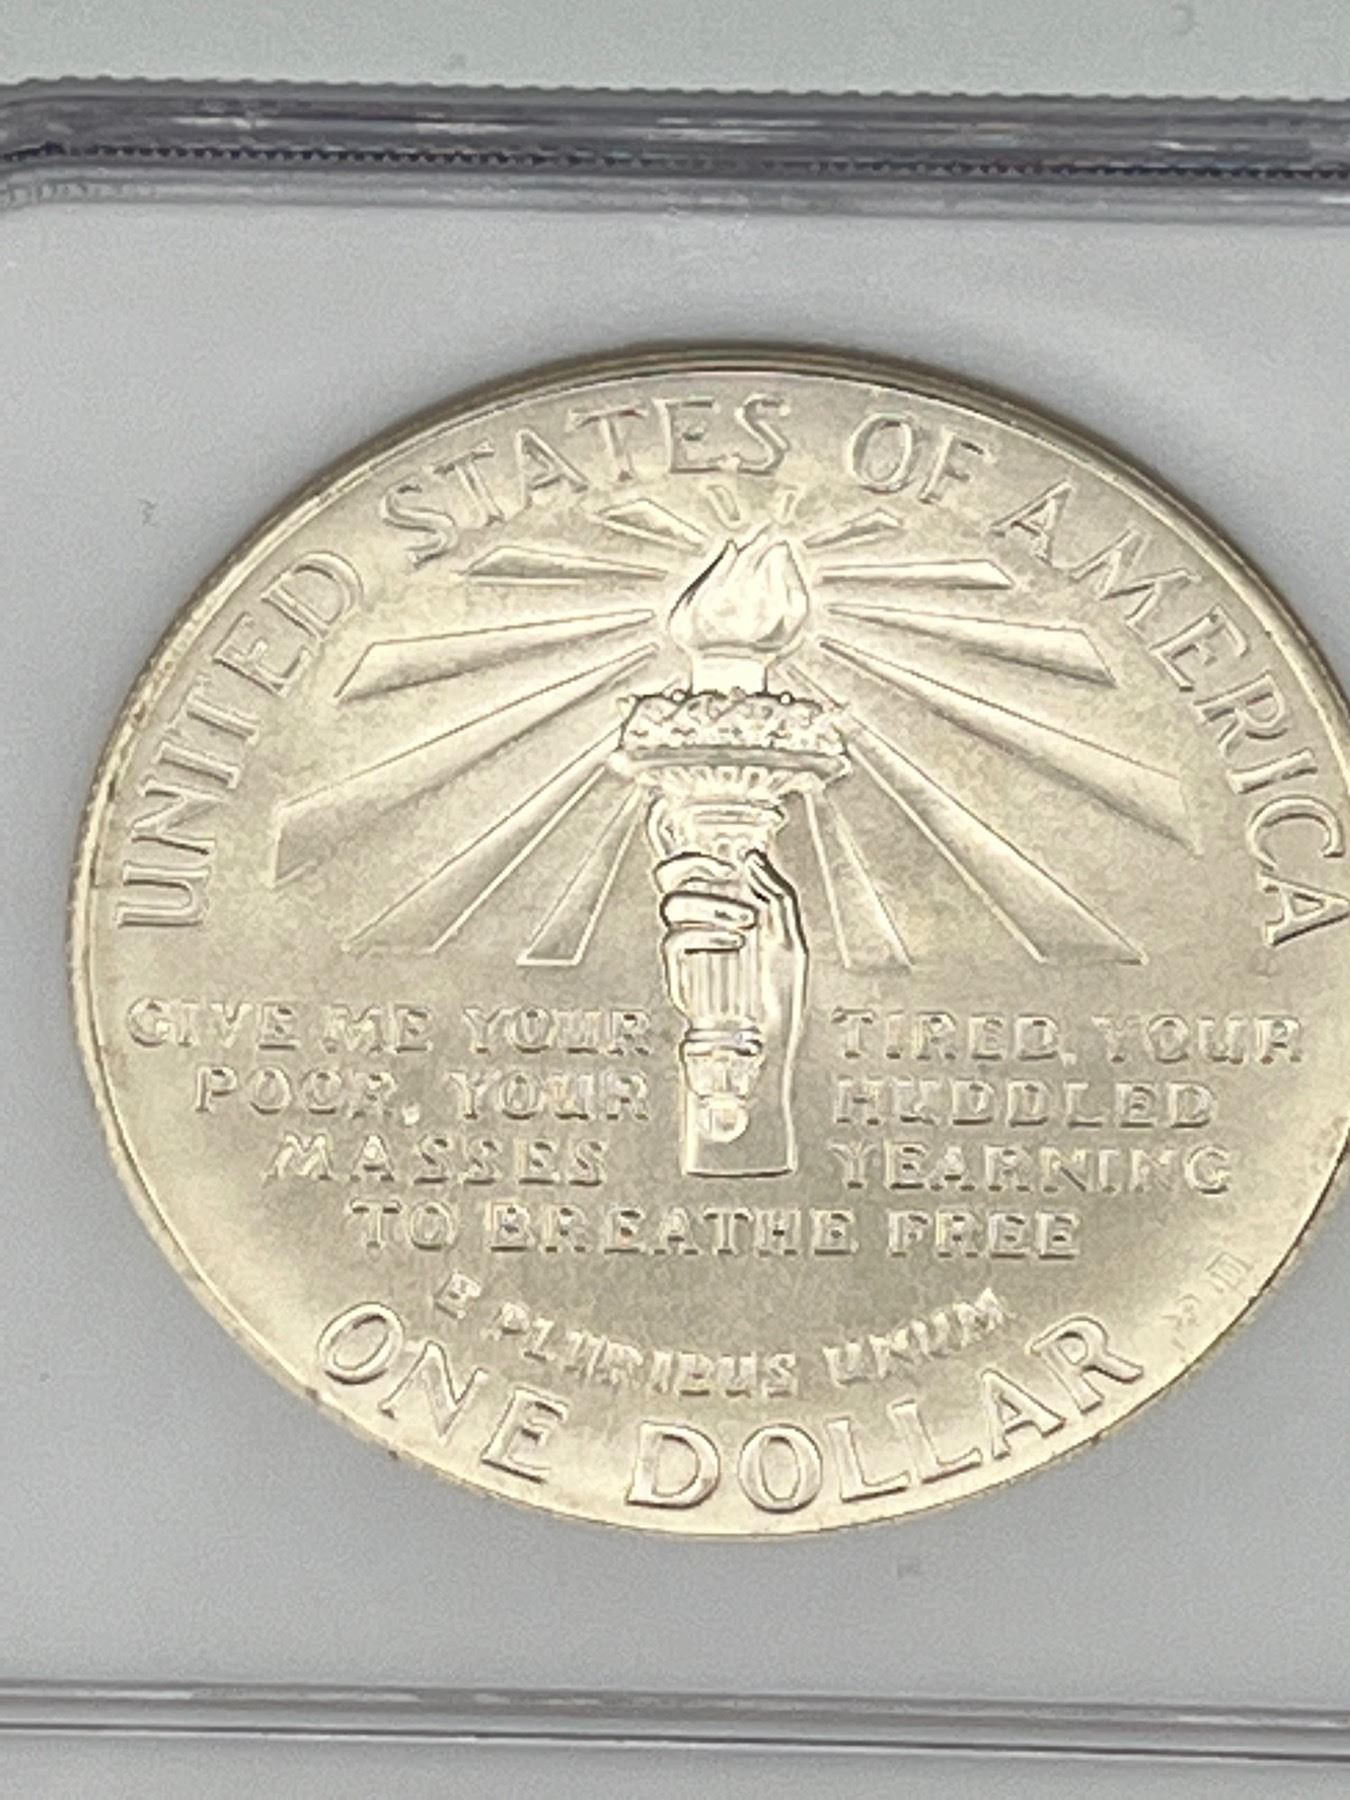 UNITED STATES OF AMERICA
GIVE ME YOUR TIRED, YOUR
POOR, YOUR HUDDLED
MASSES YEARNING
TO BREATHE FREE
E PLURIBUS UNUM
ONE DOLLAR